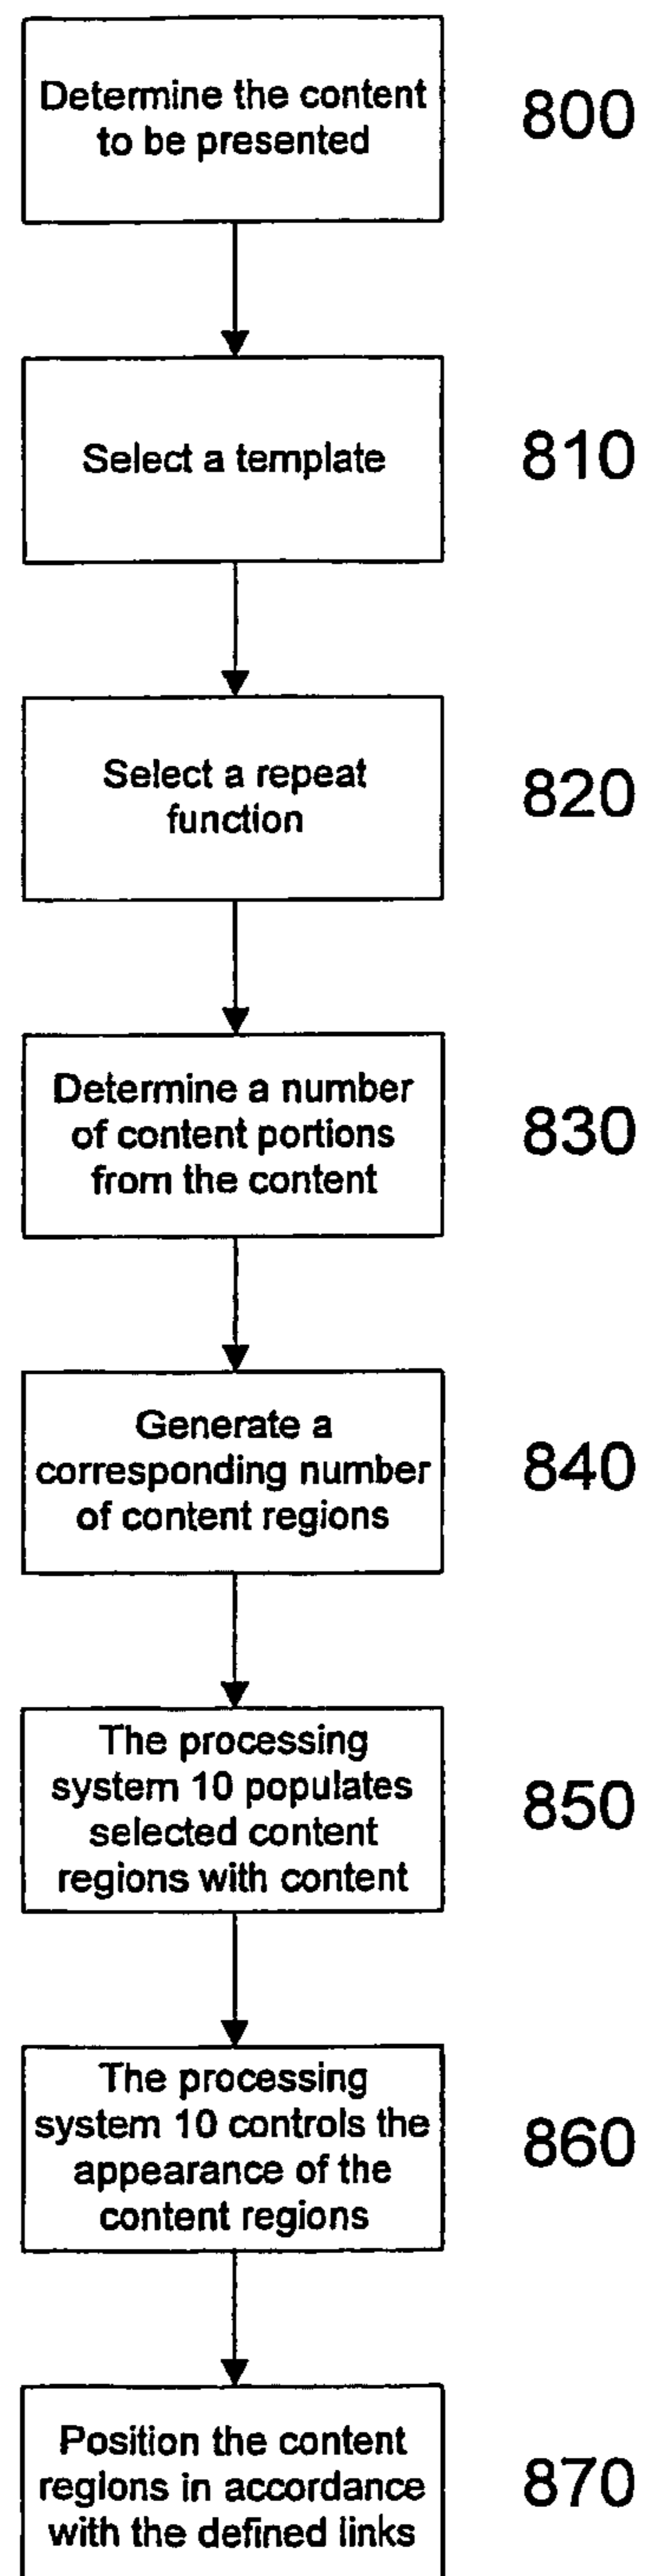 Determine the content
to be presented
800
Select a template
810
Select a repeat
function
820
Determine a number
of content portions
from the content
830
Generate a
corresponding number
of content regions
840
The processing
system 10 populates
selected content
regions with content
850
The processing
system 10 controls the
appearance of the
content regions
860
Position the content
regions in accordance
with the defined links
870